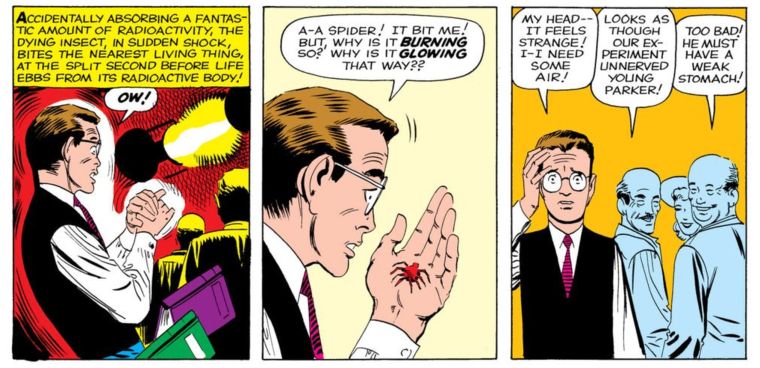 ACCIDENTALLY ABSORBING A FANTAS-
TIC AMOUNT OF RADIOACTIVITY, THE
DYING INSECT, IN SUDDEN SHOCK,
BITES THE NEAREST LIVING THING,
AT THE SPLIT SECOND BEFORE LIFE
EBBS FROM ITS RADIOACTIVE BODY!
OW!
A-A SPIDER! IT BIT ME!
BUT, WHY IS IT BURNING
SO? WHY IS IT GLOWING
THAT WAY??
MY HEAD--
IT FEELS
STRANGE!
I-I NEED
SOME
AIR!
LOOKS AS
THOUGH
OUR EX-
PERIMENT
UNNERVED
YOUNG
PARKER!
TOO BAD!
HE MUST
HAVE A
WEAK
STOMACH!